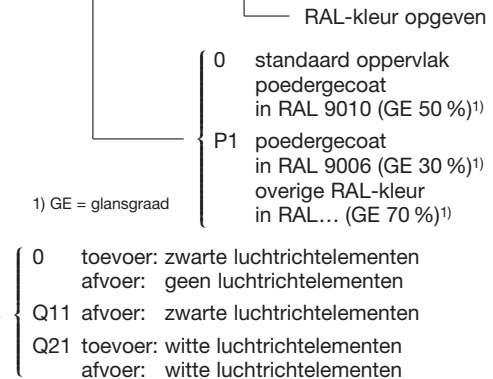 RAL-kleur opgeven
0 standaard oppervlak
poedergecoat
in RAL 9010 (GE 50 %)1)
P1 poedergecoat
in RAL 9006 (GE 30 %)1)
overige RAL-kleur
in RAL… (GE 70 %)1)
1) GE = glansgraad
0 toevoer: zwarte luchtrichtelementen
afvoer: geen luchtrichtelementen
Q11 afvoer: zwarte luchtrichtelementen
Q21 toevoer: witte luchtrichtelementen
afvoer: witte luchtrichtelementen